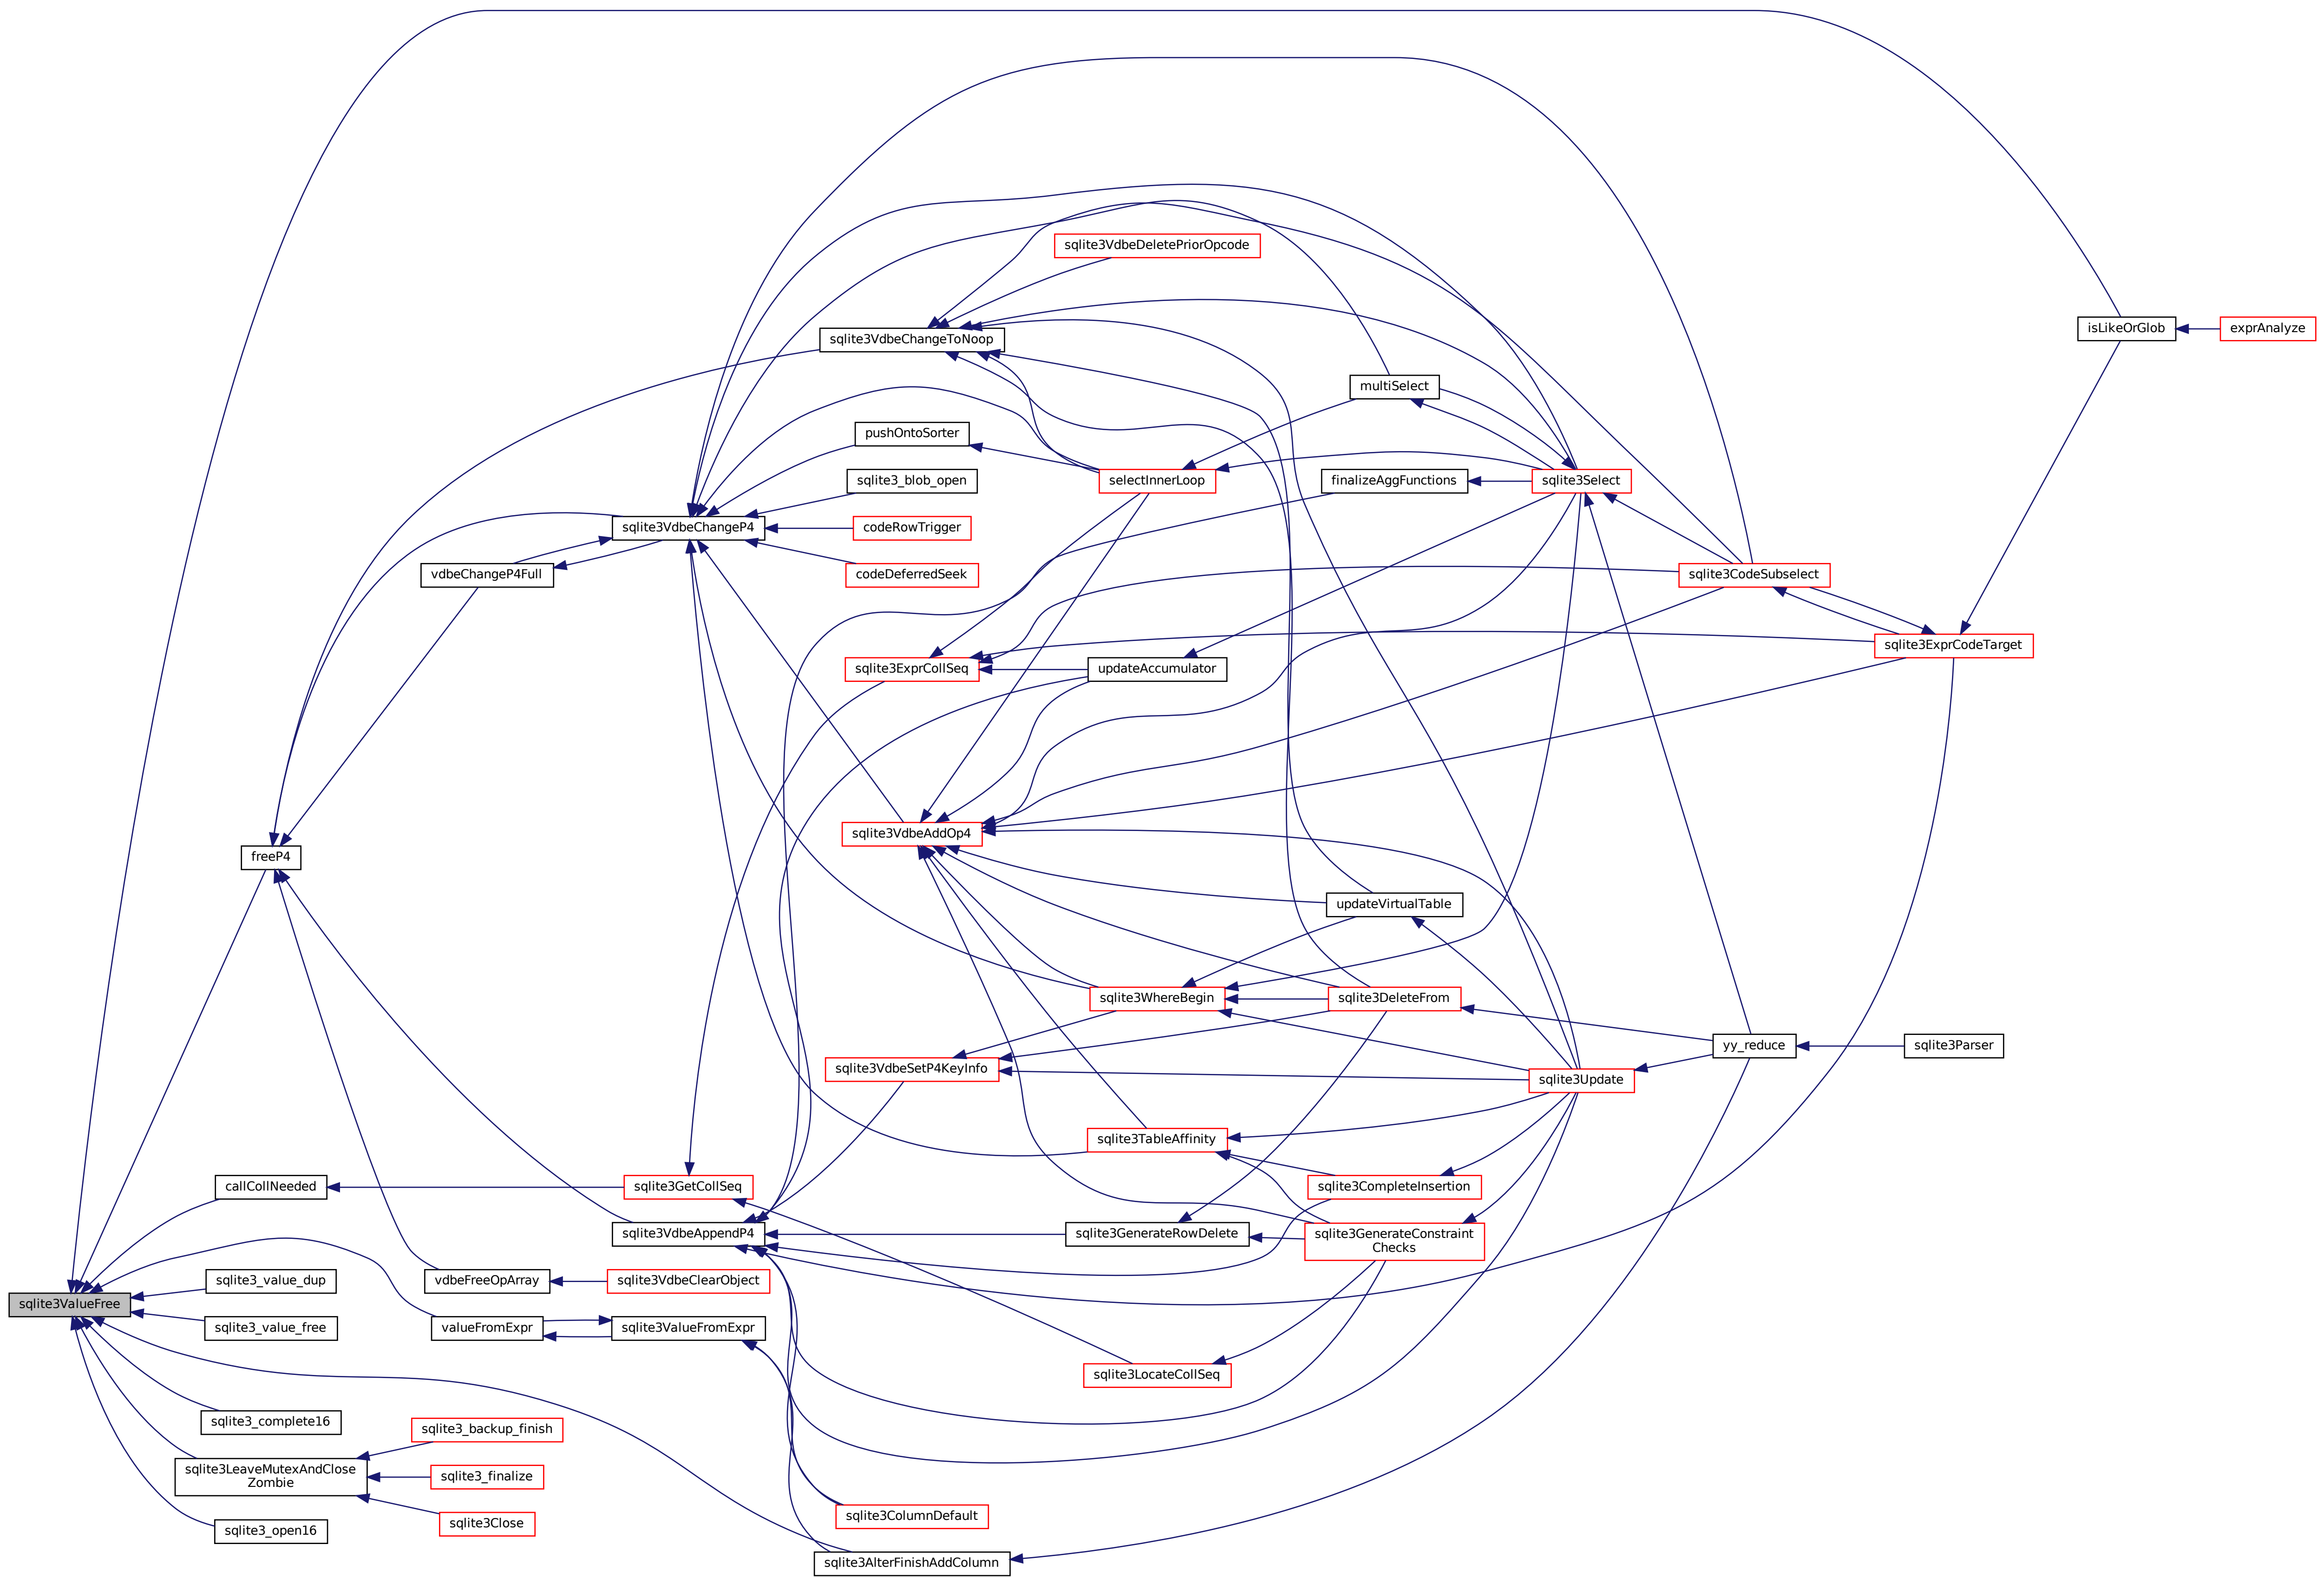 sqlite3VdbeDeletePriorOpcode
isLikeOrGlob
exprAnalyze
sqlite3VdbeChangeToNoop
multiSelect
pushOntoSorter
sqlite3_blob_open
selectInnerLoop
finalizeAggFunctions
sqlite3Select
sqlite3VdbeChangeP4
codeRowTrigger
vdbeChangeP4Full
codeDeferredSeek
sqlite3CodeSubselect
sqlite3ExprCodeTarget
sqlite3ExprCollSeq
updateAccumulator
sqlite3VdbeAddOp4
freeP4
updateVirtualTable
sqlite3WhereBegin
sqlite3DeleteFrom
yy_reduce
sqlite3Parser
sqlite3VdbeSetP4KeyInfo
sqlite3Update
sqlite3TableAffinity
callCollNeeded
sqlite3GetCollSeq
sqlite3CompleteInsertion
sqlite3VdbeAppendP4
sqlite3GenerateRowDelete
sqlite3GenerateConstraint
Checks
sqlite3_value_dup
vdbeFreeOpArray
sqlite3VdbeClearObject
sqlite3ValueFree
sqlite3_value_free
valueFromExpr
sqlite3ValueFromExpr
sqlite3LocateCollSeq
sqlite3_complete16
sqlite3_backup_finish
sqlite3LeaveMutexAndClose
Zombie
sqlite3_finalize
sqlite3Close
sqlite3_open16
sqlite3ColumnDefault
sqlite3AlterFinishAddColumn